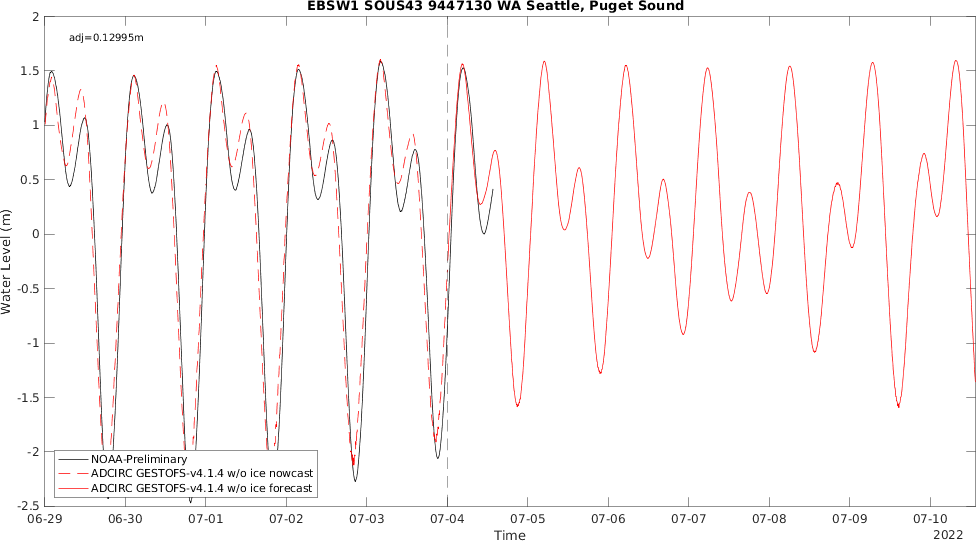 EBSW1 SOUS43 9447130 WA Seattle, Puget Sound
adj=0.12995m
2
1.5
1
0.5
0
-0.5
-1
-1.5
-2
-2.5
Water Level (m)
NOAA-Preliminary
ADCIRC GESTOFS-v4.1.4 w/o ice nowcast
ADCIRC GESTOFS-v4.1.4 w/o ice forecast
06-29 06-30 07-01 07-02 07-03 07-04 07-05 07-06 07-07 07-08 07-09 07-10
Time
2022